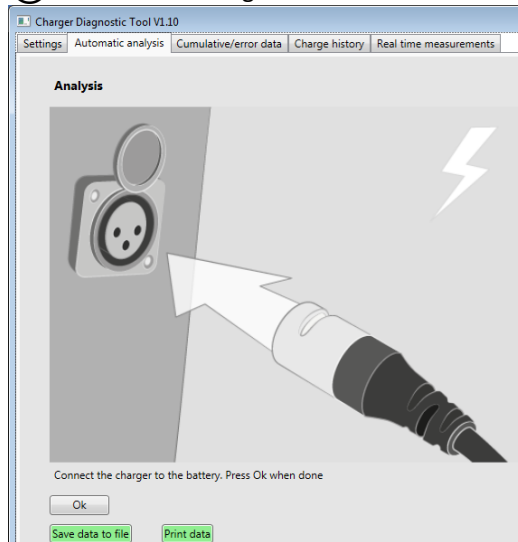 Charger Diagnostic Tool V1.10
Settings Automatic analysis Cumulative/error data Charge history Real time measurements
Analysis
Connect the charger to the battery. Press Ok when done
Ok
Save data to file Print data